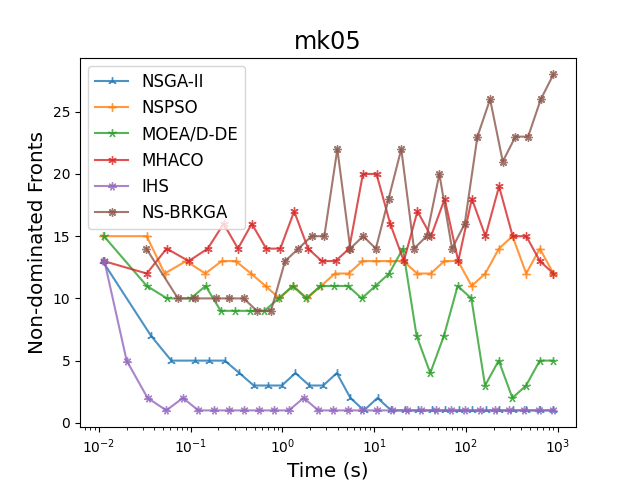 mk05
NSGA-II
NSPSO
MOEA/D-DE
MHACO
IHS
NS-BRKGA
Non-dominated Fronts
25
20
15
10
5
0
10⁻² 10⁻¹ 10⁰ 10¹ 10² 10³
Time (s)